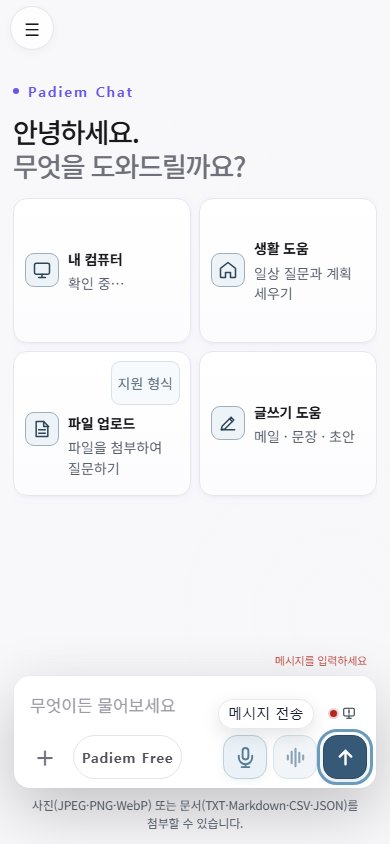 Padiem Chat
안녕하세요.
무엇을 도와드릴까요?
내 컴퓨터
확인 중…
생활 도움
일상 질문과 계획
세우기
지원 형식
파일 업로드
파일을 첨부하여
질문하기
글쓰기 도움
메일 · 문장 · 초안
메시지를 입력하세요
무엇이든 물어보세요
메시지 전송
Padiem Free
사진(JPEG·PNG·WebP) 또는 문서(TXT·Markdown·CSV·JSON)를
첨부할 수 있습니다.